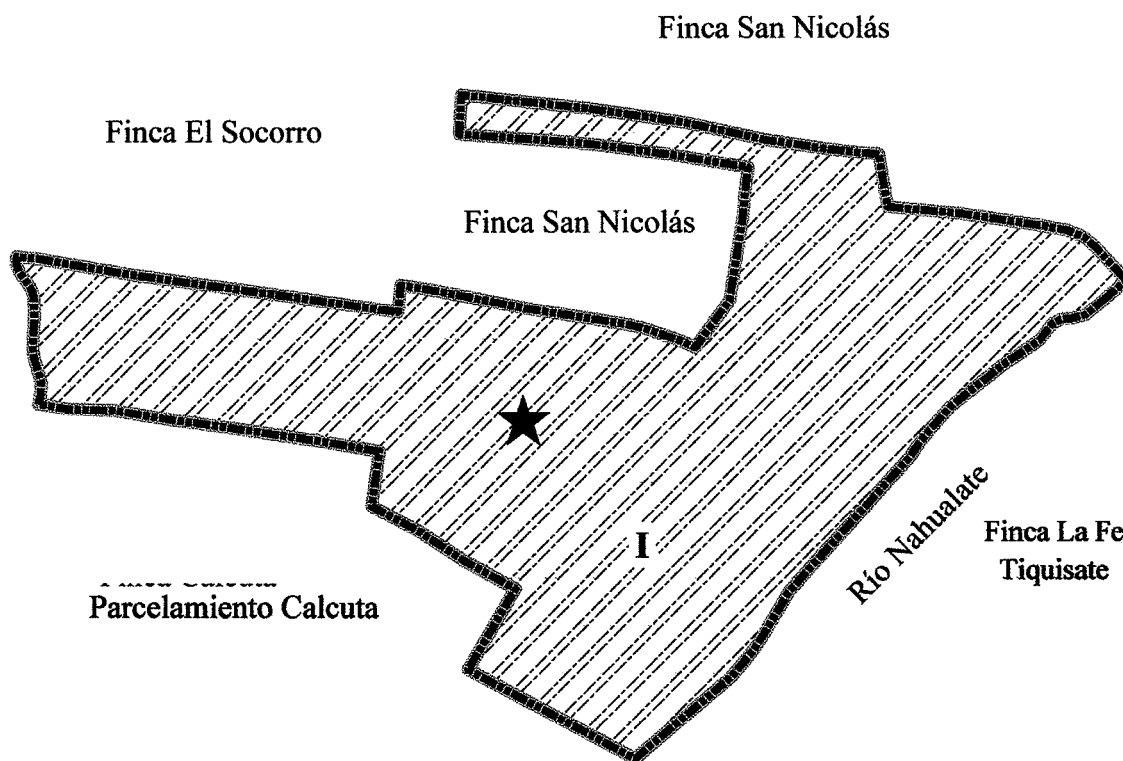 Finca San Nicolás
Finca El Socorro
Finca San Nicolás
I
Río Nahualate
Finca La Fe
Tiquisate
Parcelamiento Calcuta